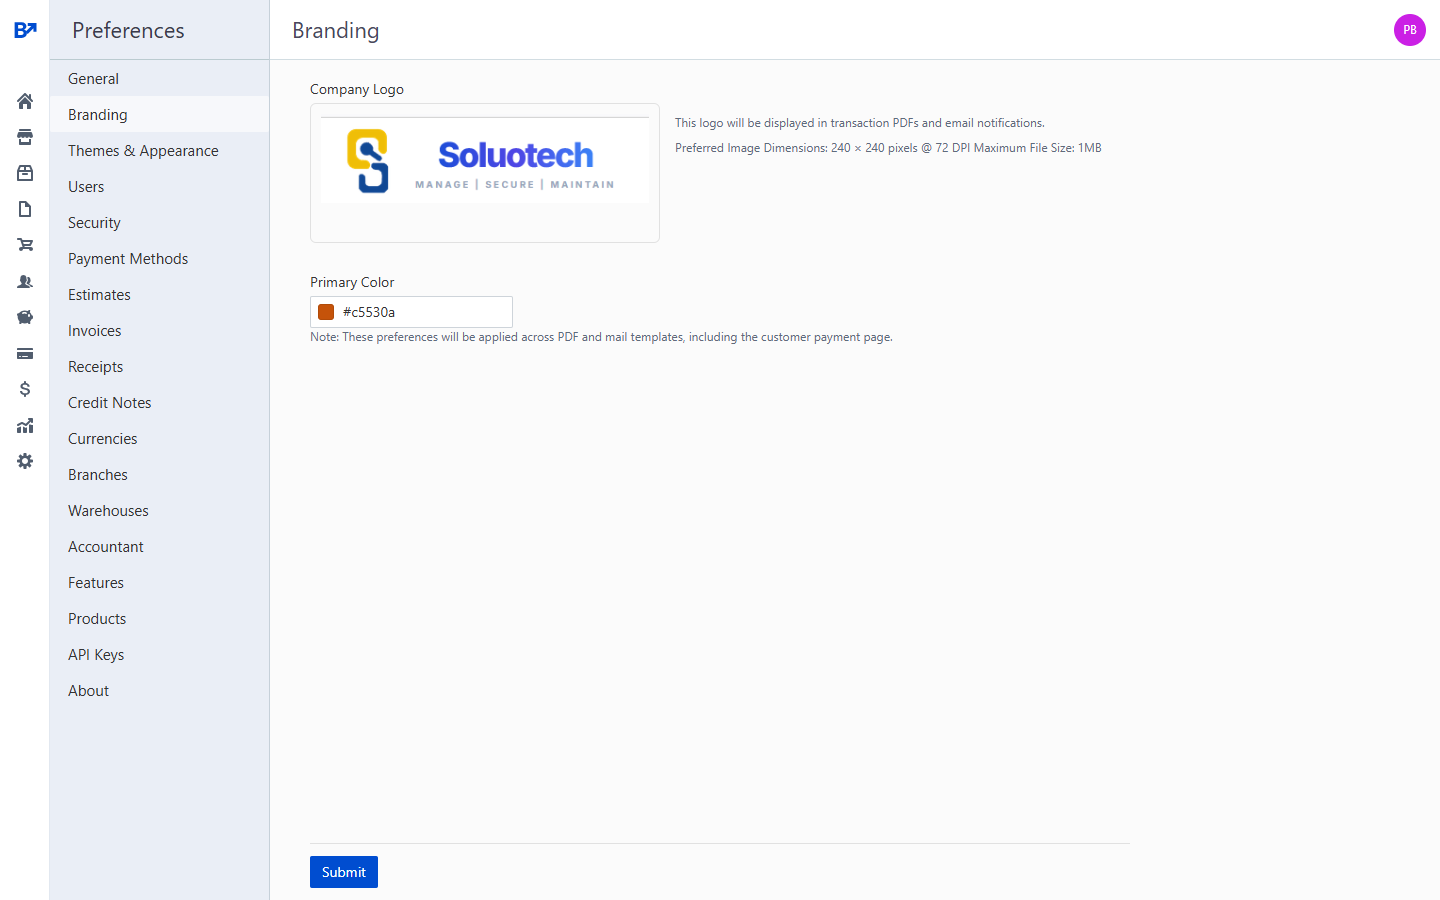 Preferences
Branding
PB
General
Branding
Themes & Appearance
Users
Security
Payment Methods
Estimates
Invoices
Receipts
Credit Notes
Currencies
Branches
Warehouses
Accountant
Features
Products
API Keys
About
Company Logo
Soluotech
MANAGE | SECURE | MAINTAIN
This logo will be displayed in transaction PDFs and email notifications.
Preferred Image Dimensions: 240 × 240 pixels @ 72 DPI Maximum File Size: 1MB
Primary Color
#c5530a
Note: These preferences will be applied across PDF and mail templates, including the customer payment page.
Submit